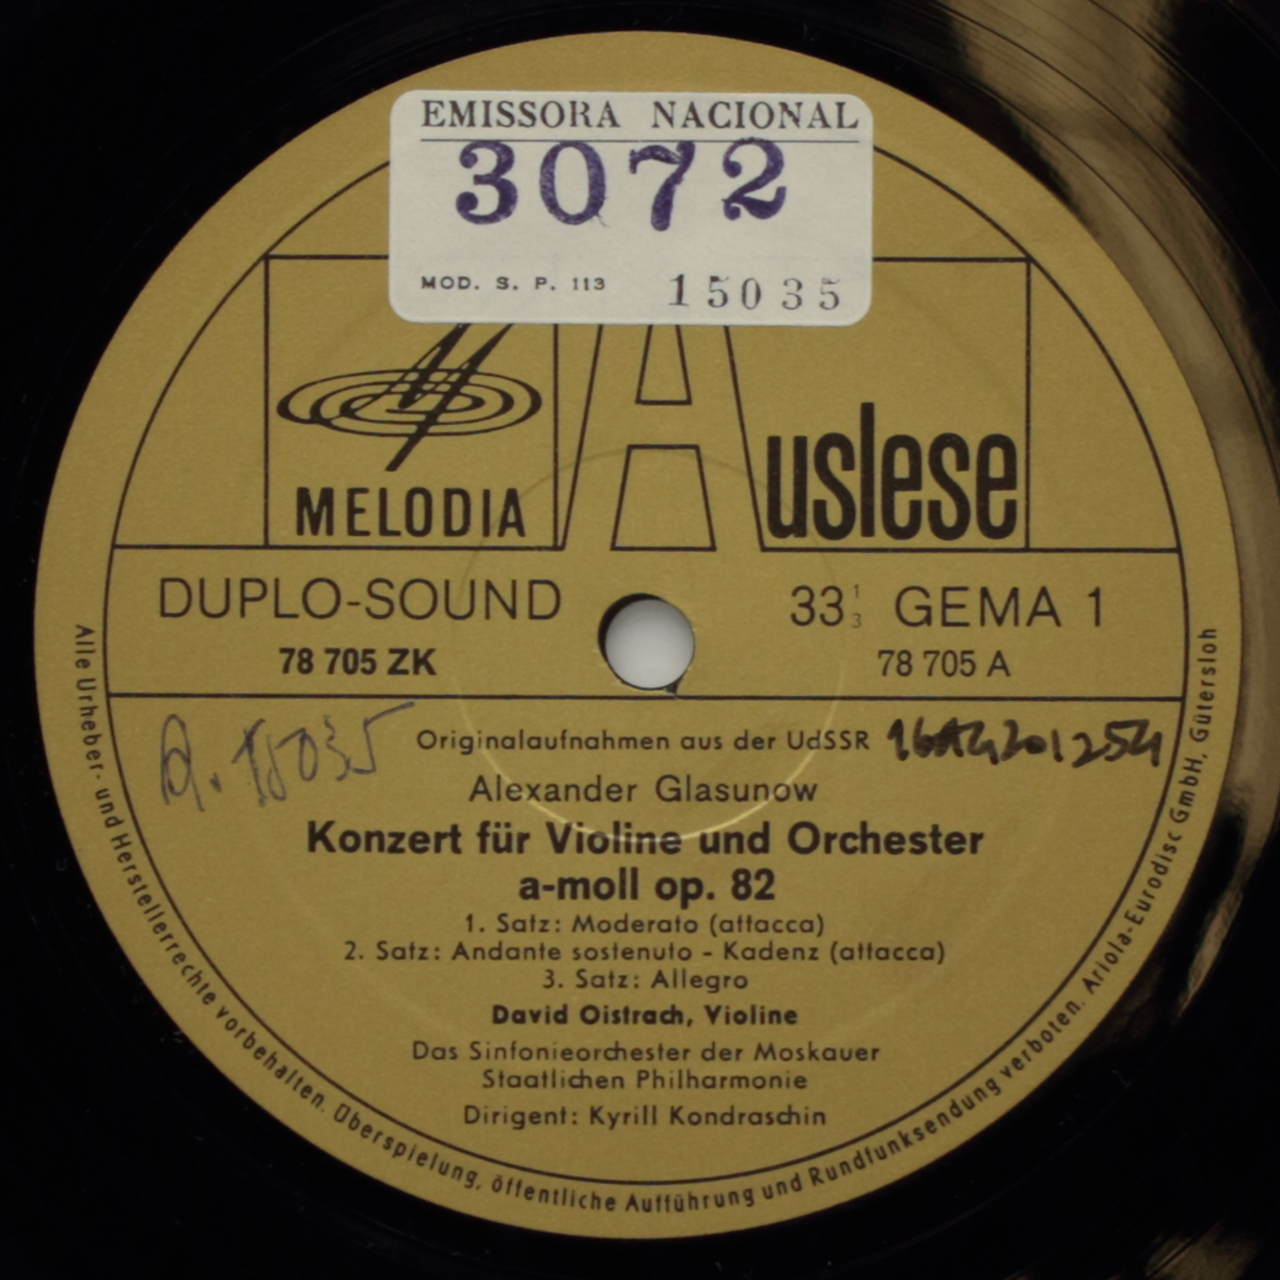 EMISSORA NACIONAL
3072
MOD. S. P. 113 15035
MELODIA
Auslese
DUPLO-SOUND
33 1/3 GEMA 1
78 705 ZK
78 705 A
Originalaufnahmen aus der UdSSR
Alexander Glasunow
Konzert für Violine und Orchester
a-moll op. 82
1. Satz: Moderato (attacca)
2. Satz: Andante sostenuto - Kadenz (attacca)
3. Satz: Allegro
David Oistrach, Violine
Das Sinfonieorchester der Moskauer
Staatlichen Philharmonie
Dirigent: Kyrill Kondraschin
Alle Urheber- und Herstellerrechte vorbehalten. Überspielung, öffentliche Aufführung und Rundfunksendung verboten. Ariola-Eurodisc GmbH, Gütersloh